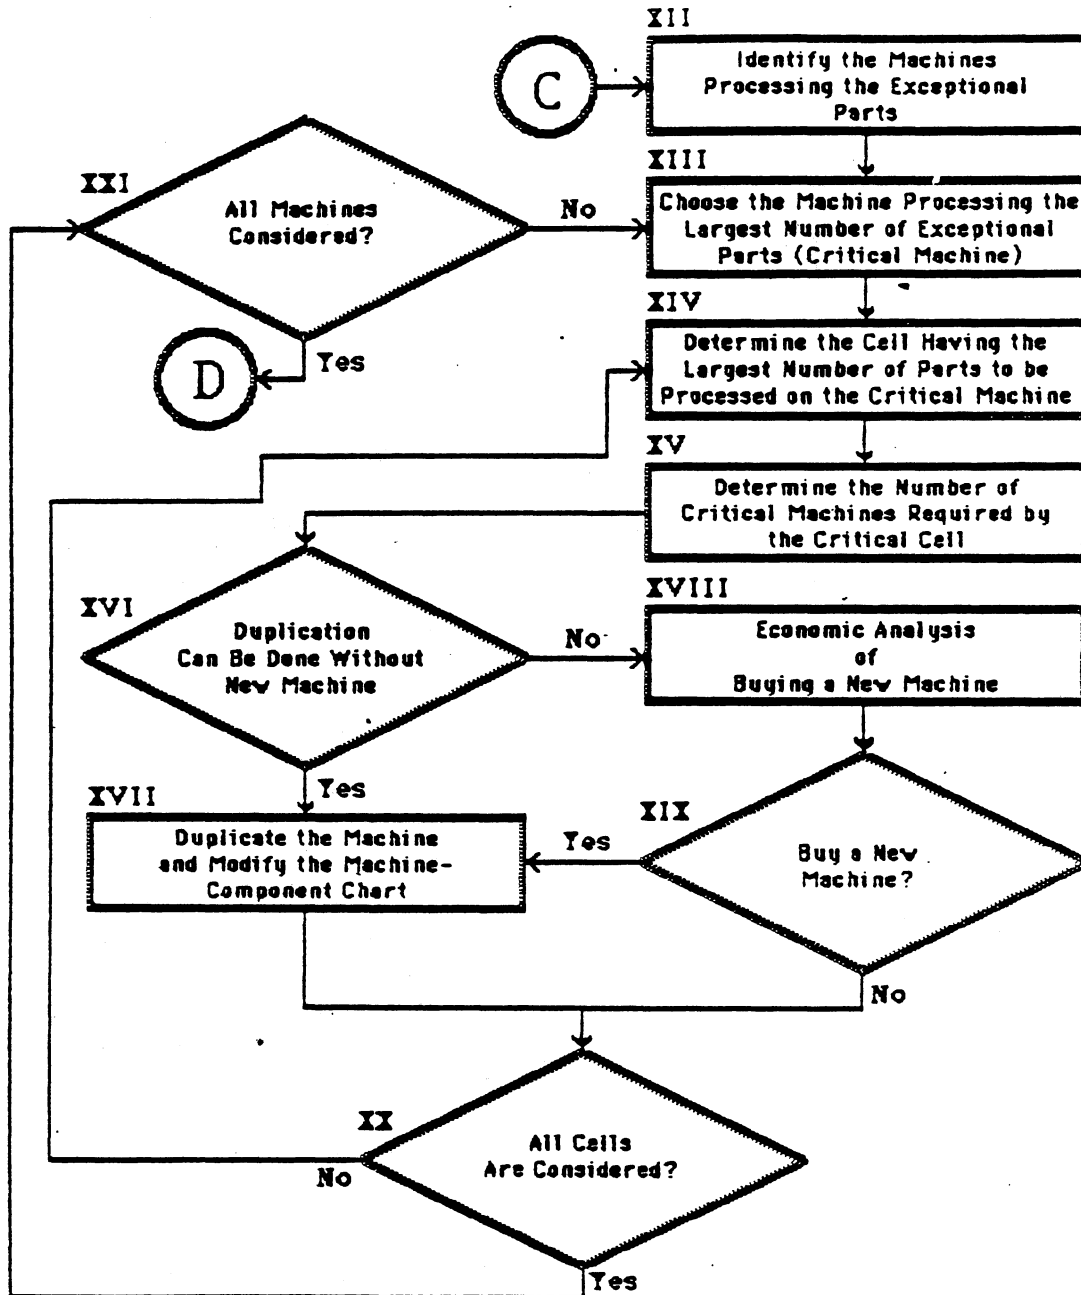 XII
C
Identify the Machines
Processing the Exceptional
Parts
XXI
All Machines
Considered?
No
Yes
D
XIII
Choose the Machine Processing the
Largest Number of Exceptional
Parts (Critical Machine)
XIV
Determine the Cell Having the
Largest Number of Parts to be
Processed on the Critical Machine
XV
Determine the Number of
Critical Machines Required by
the Critical Cell
XVI
Duplication
Can Be Done Without
New Machine
No
Yes
XVIII
Economic Analysis
of
Buying a New Machine
XVII
Duplicate the Machine
and Modify the Machine-
Component Chart
XIX
Yes
Buy a New
Machine?
No
XX
All Cells
Are Considered?
No
Yes